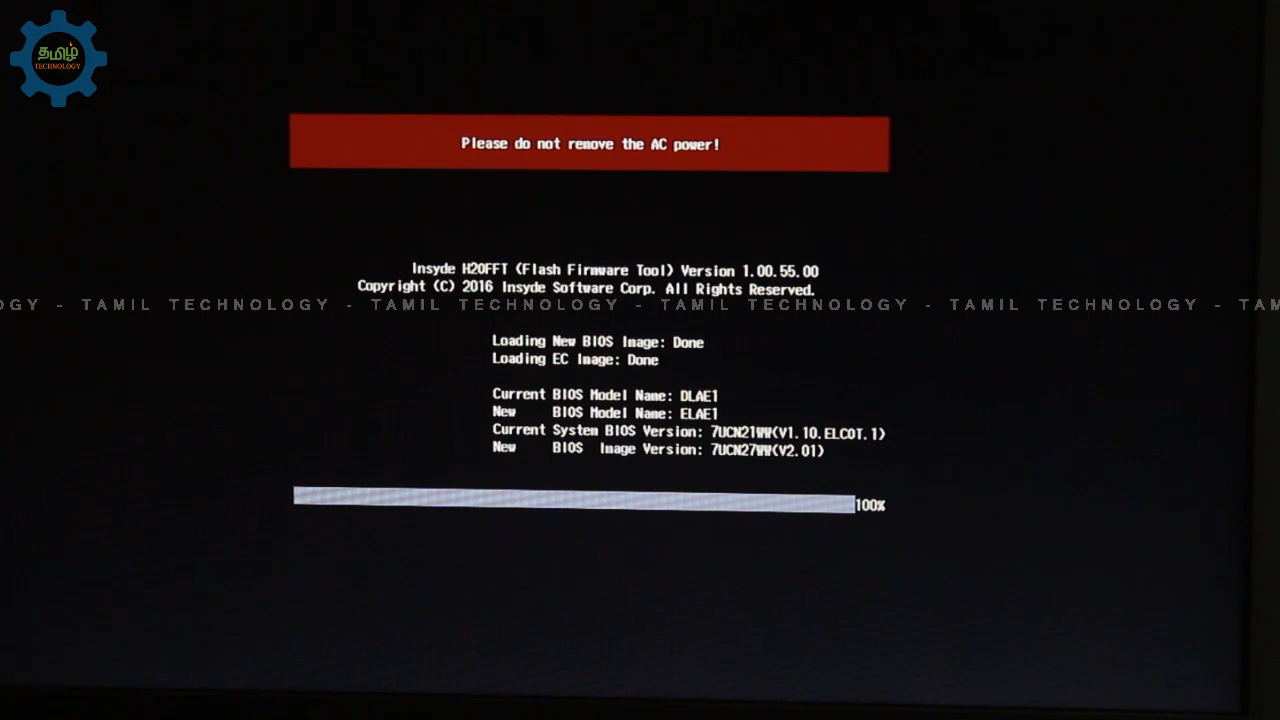 தமிழ்
TECHNOLOGY
Please do not remove the AC power!
Insyde H2OFFT (Flash Firmware Tool) Version 1.00.55.00
Copyright (C) 2016 Insyde Software Corp. All Rights Reserved.
OGY - TAMIL TECHNOLOGY - TAMIL TECHNOLOGY - TAMIL TECHNOLOGY - TAMIL TECHNOLOGY - TAM
Loading New BIOS Image: Done
Loading EC Image: Done
Current BIOS Model Name: DLAE1
New BIOS Model Name: ELAE1
Current System BIOS Version: 7UCN21WW(V1.10.ELCOT.1)
New BIOS Image Version: 7UCN27WW(V2.01)
100%